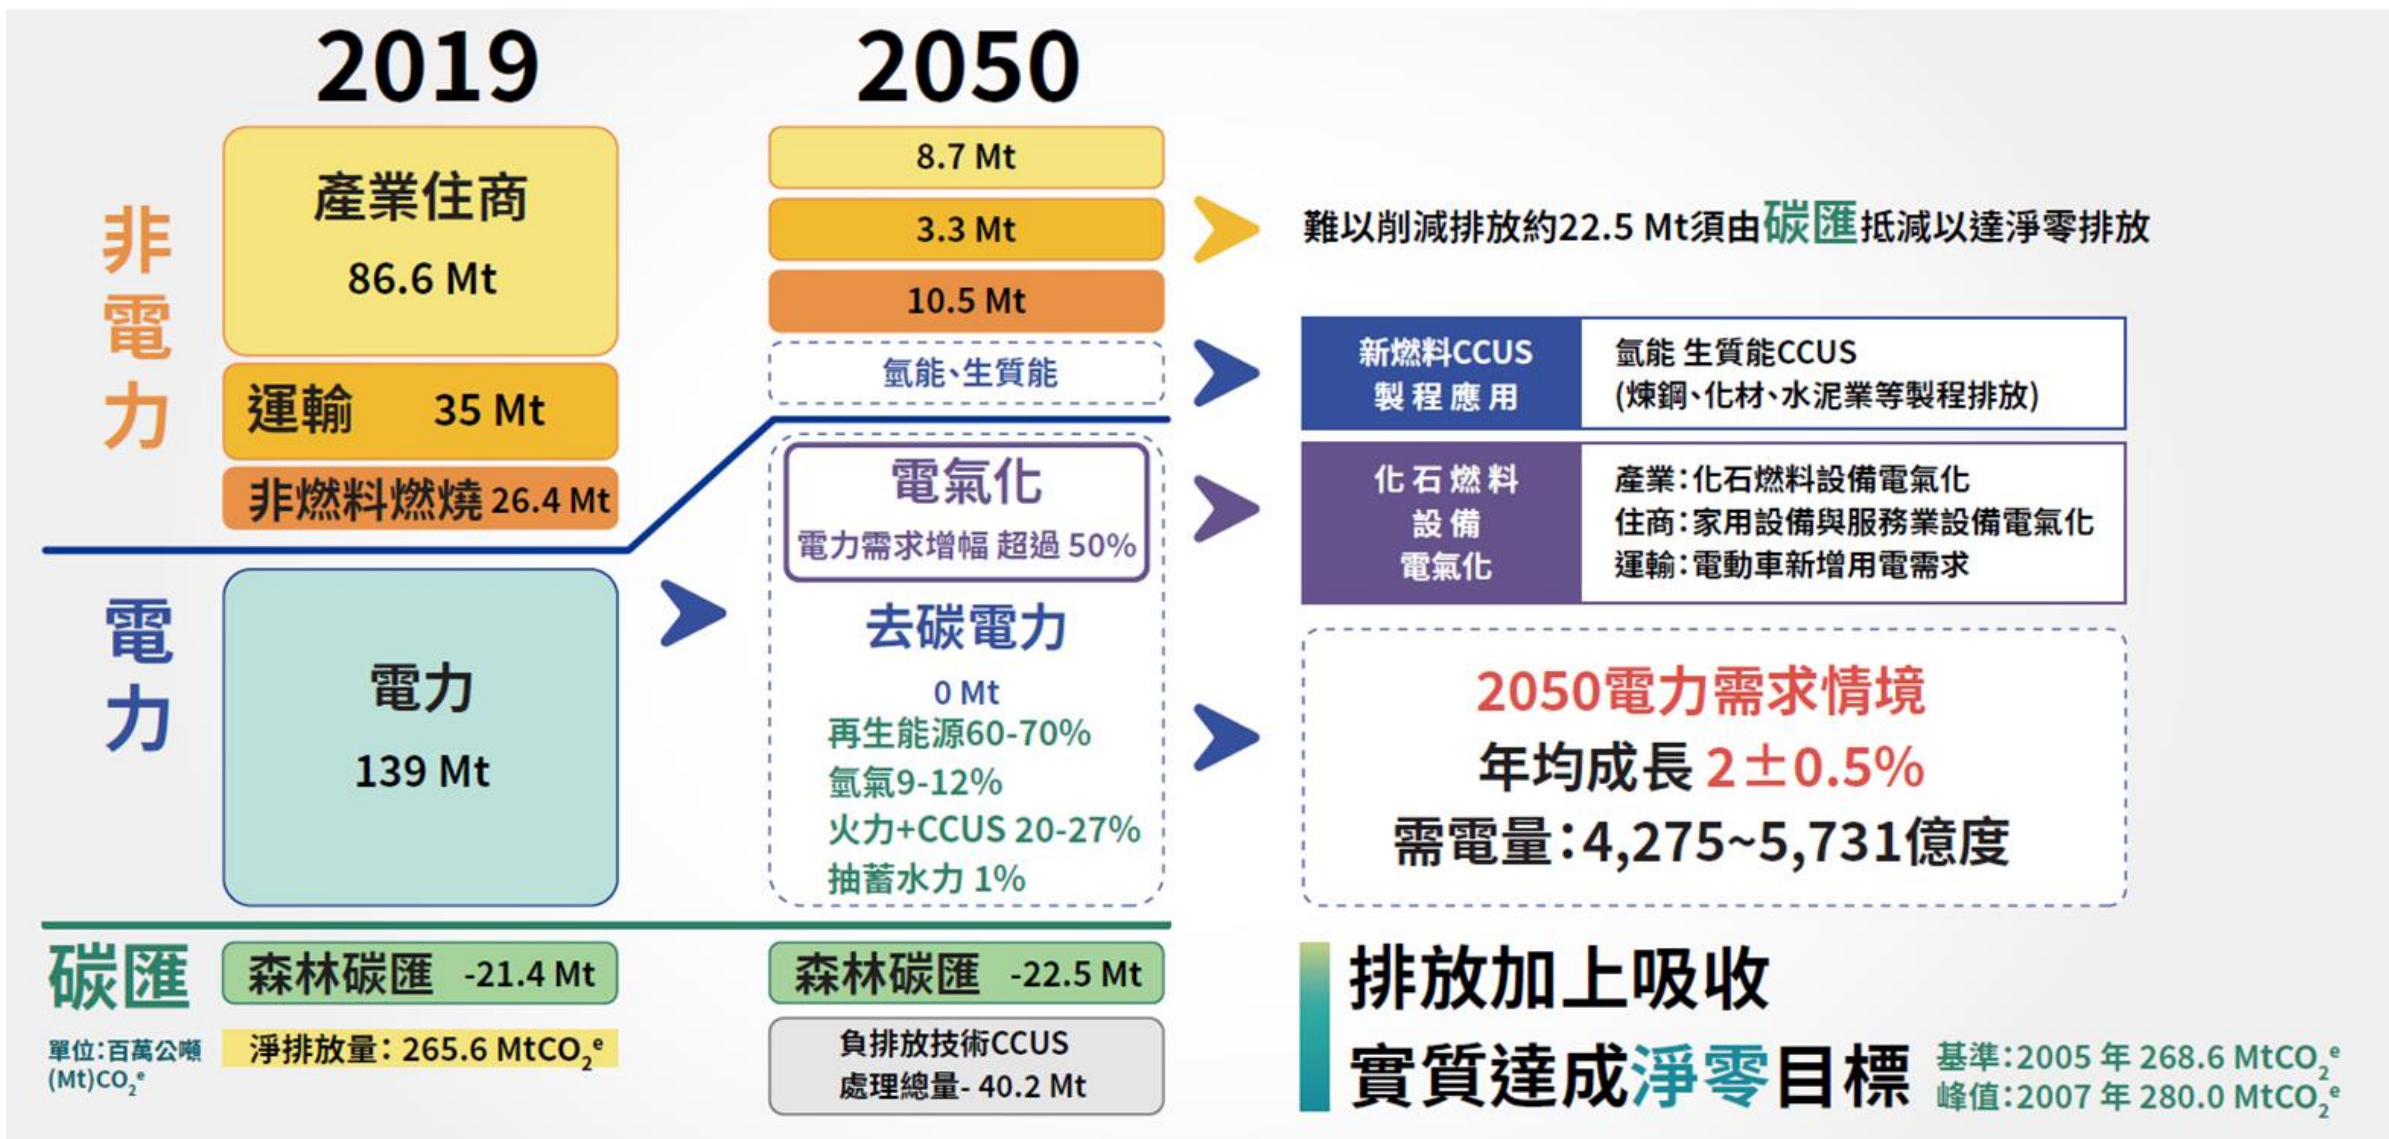 2019
2050
非電力
產業住商
86.6 Mt
運輸 35 Mt
非燃料燃燒 26.4 Mt
8.7 Mt
3.3 Mt
10.5 Mt
氫能、生質能
難以削減排放約22.5 Mt須由碳匯抵減以達淨零排放
新燃料CCUS
製程應用
氫能 生質能CCUS
(煉鋼、化材、水泥業等製程排放)
電力
電力
139 Mt
電氣化
電力需求增幅 超過 50%
去碳電力
0 Mt
再生能源60-70%
氫氣9-12%
火力+CCUS 20-27%
抽蓄水力 1%
化石燃料
設備
電氣化
產業：化石燃料設備電氣化
住商：家用設備與服務業設備電氣化
運輸：電動車新增用電需求
2050電力需求情境
年均成長 2±0.5%
需電量：4,275~5,731億度
碳匯
單位：百萬公噸
(Mt)CO₂ᵉ
森林碳匯 -21.4 Mt
淨排放量： 265.6 MtCO₂ᵉ
森林碳匯 -22.5 Mt
負排放技術CCUS
處理總量- 40.2 Mt
排放加上吸收
實質達成淨零目標
基準：2005 年 268.6 MtCO₂ᵉ
峰值：2007 年 280.0 MtCO₂ᵉ